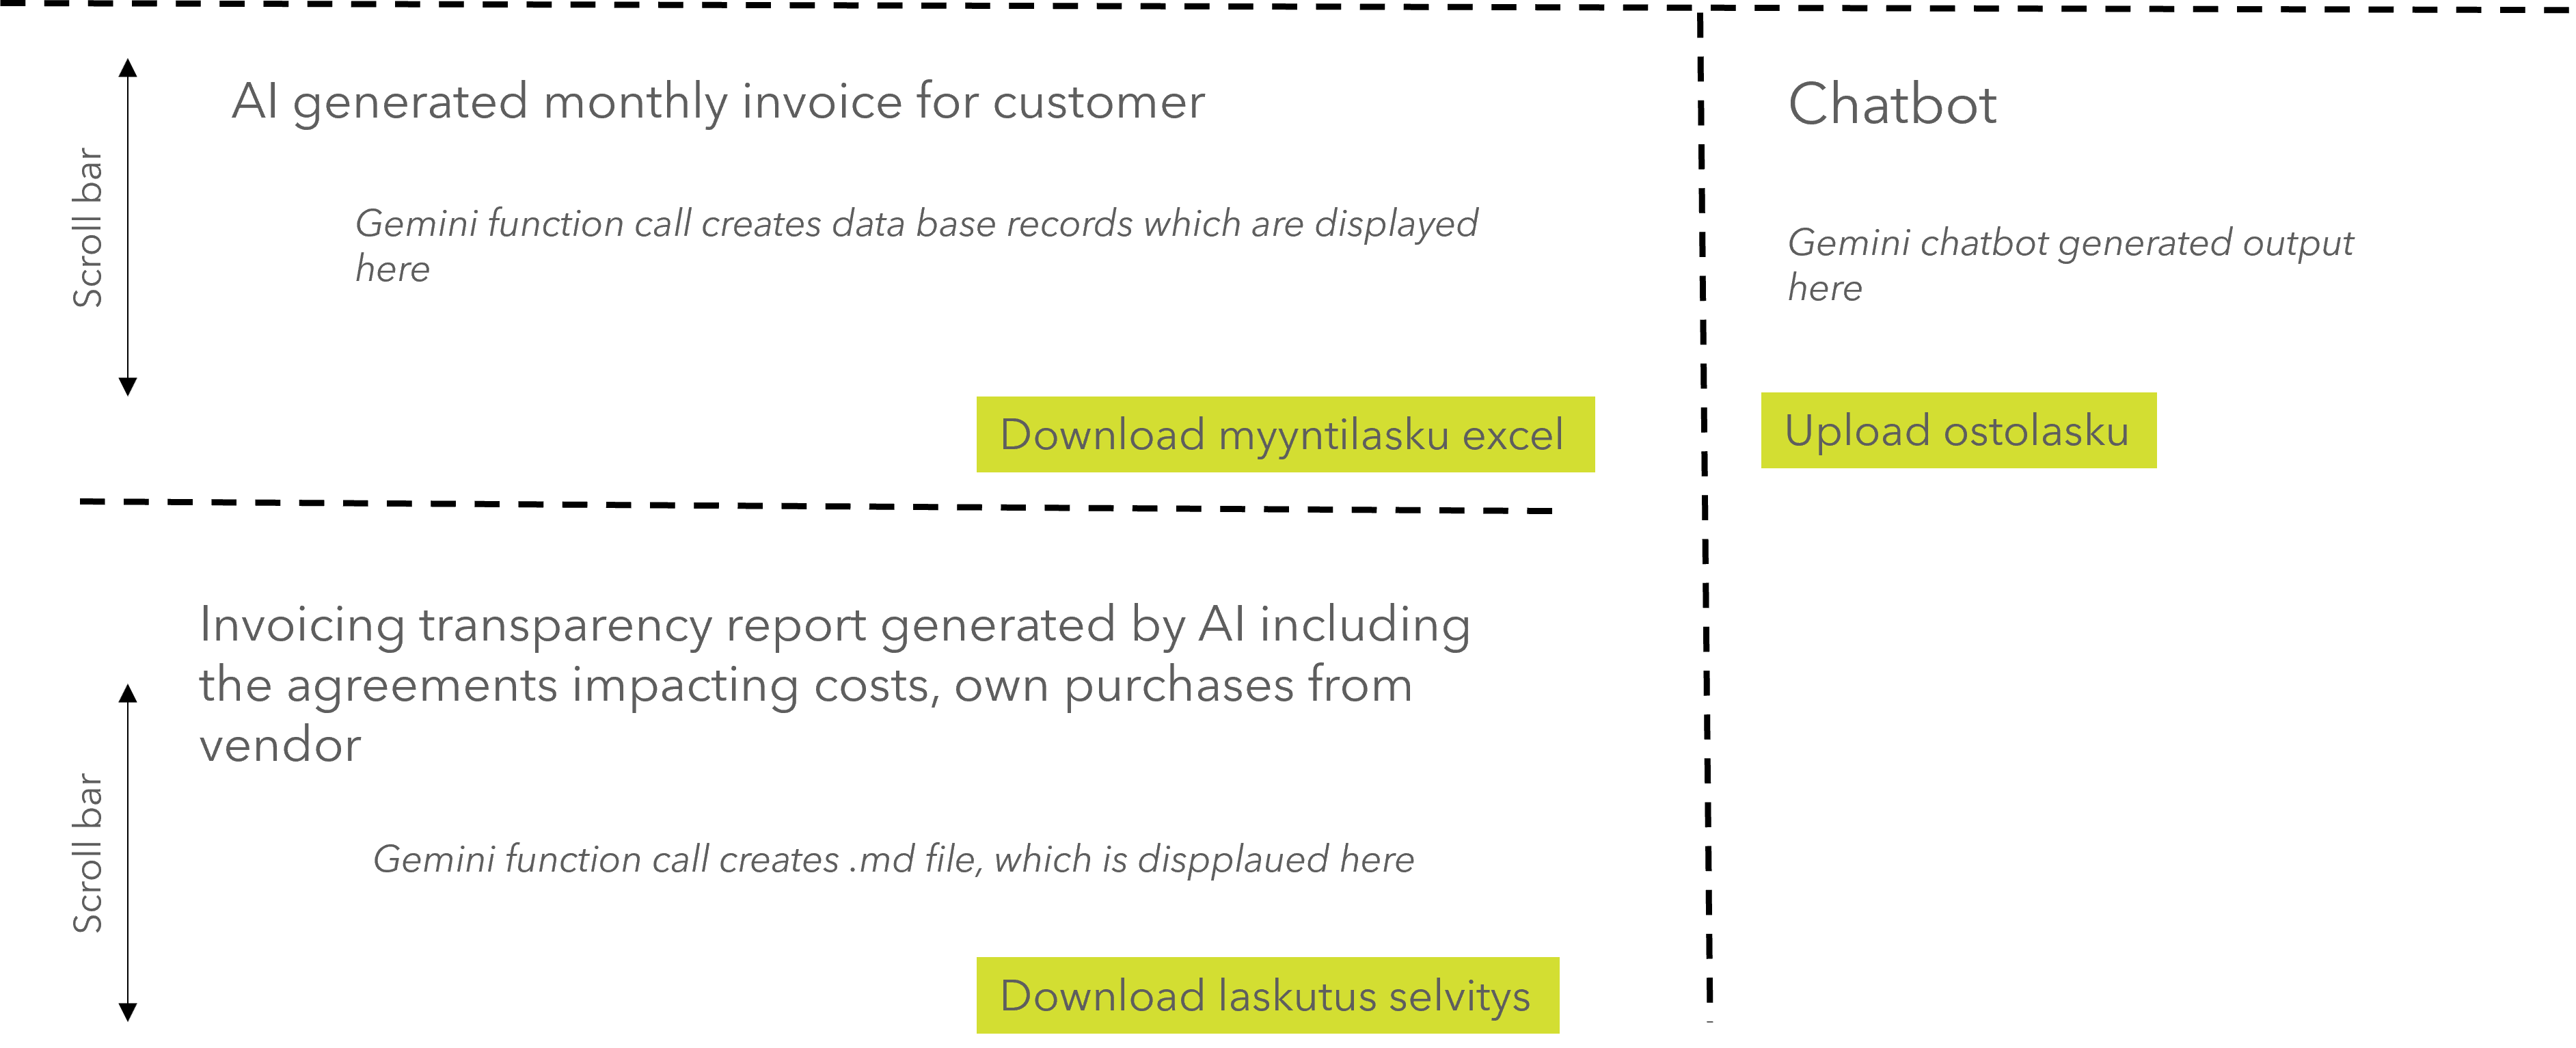 AI generated monthly invoice for customer
Scroll bar
Gemini function call creates data base records which are displayed
here
Download myyntilasku excel
Invoicing transparency report generated by AI including
the agreements impacting costs, own purchases from
vendor
Scroll bar
Gemini function call creates .md file, which is dispplaued here
Download laskutus selvitys
Chatbot
Gemini chatbot generated output
here
Upload ostolasku